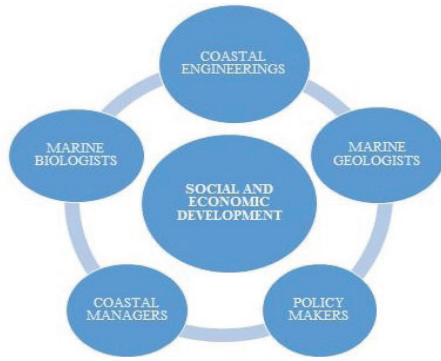 COASTAL
ENGINEERINGS
MARINE
BIOLOGISTS
MARINE
GEOLOGISTS
SOCIAL AND
ECONOMIC
DEVELOPMENT
COASTAL
MANAGERS
POLICY
MAKERS